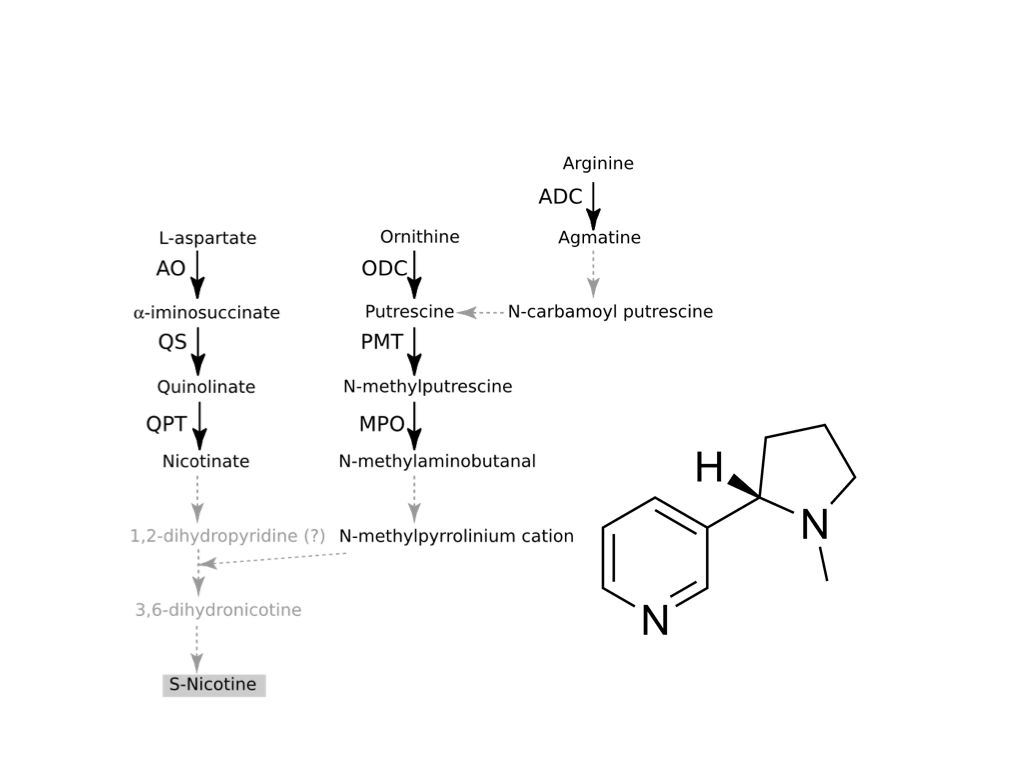 Arginine
ADC
L-aspartate
Ornithine
Agmatine
AO
ODC
α-iminosuccinate
Putrescine
N-carbamoyl putrescine
QS
PMT
Quinolinate
N-methylputrescine
QPT
MPO
Nicotinate
N-methylaminobutanal
H
1,2-dihydropyridine (?)
N-methylpyrrolinium cation
N
3,6-dihydronicotine
N
S-Nicotine